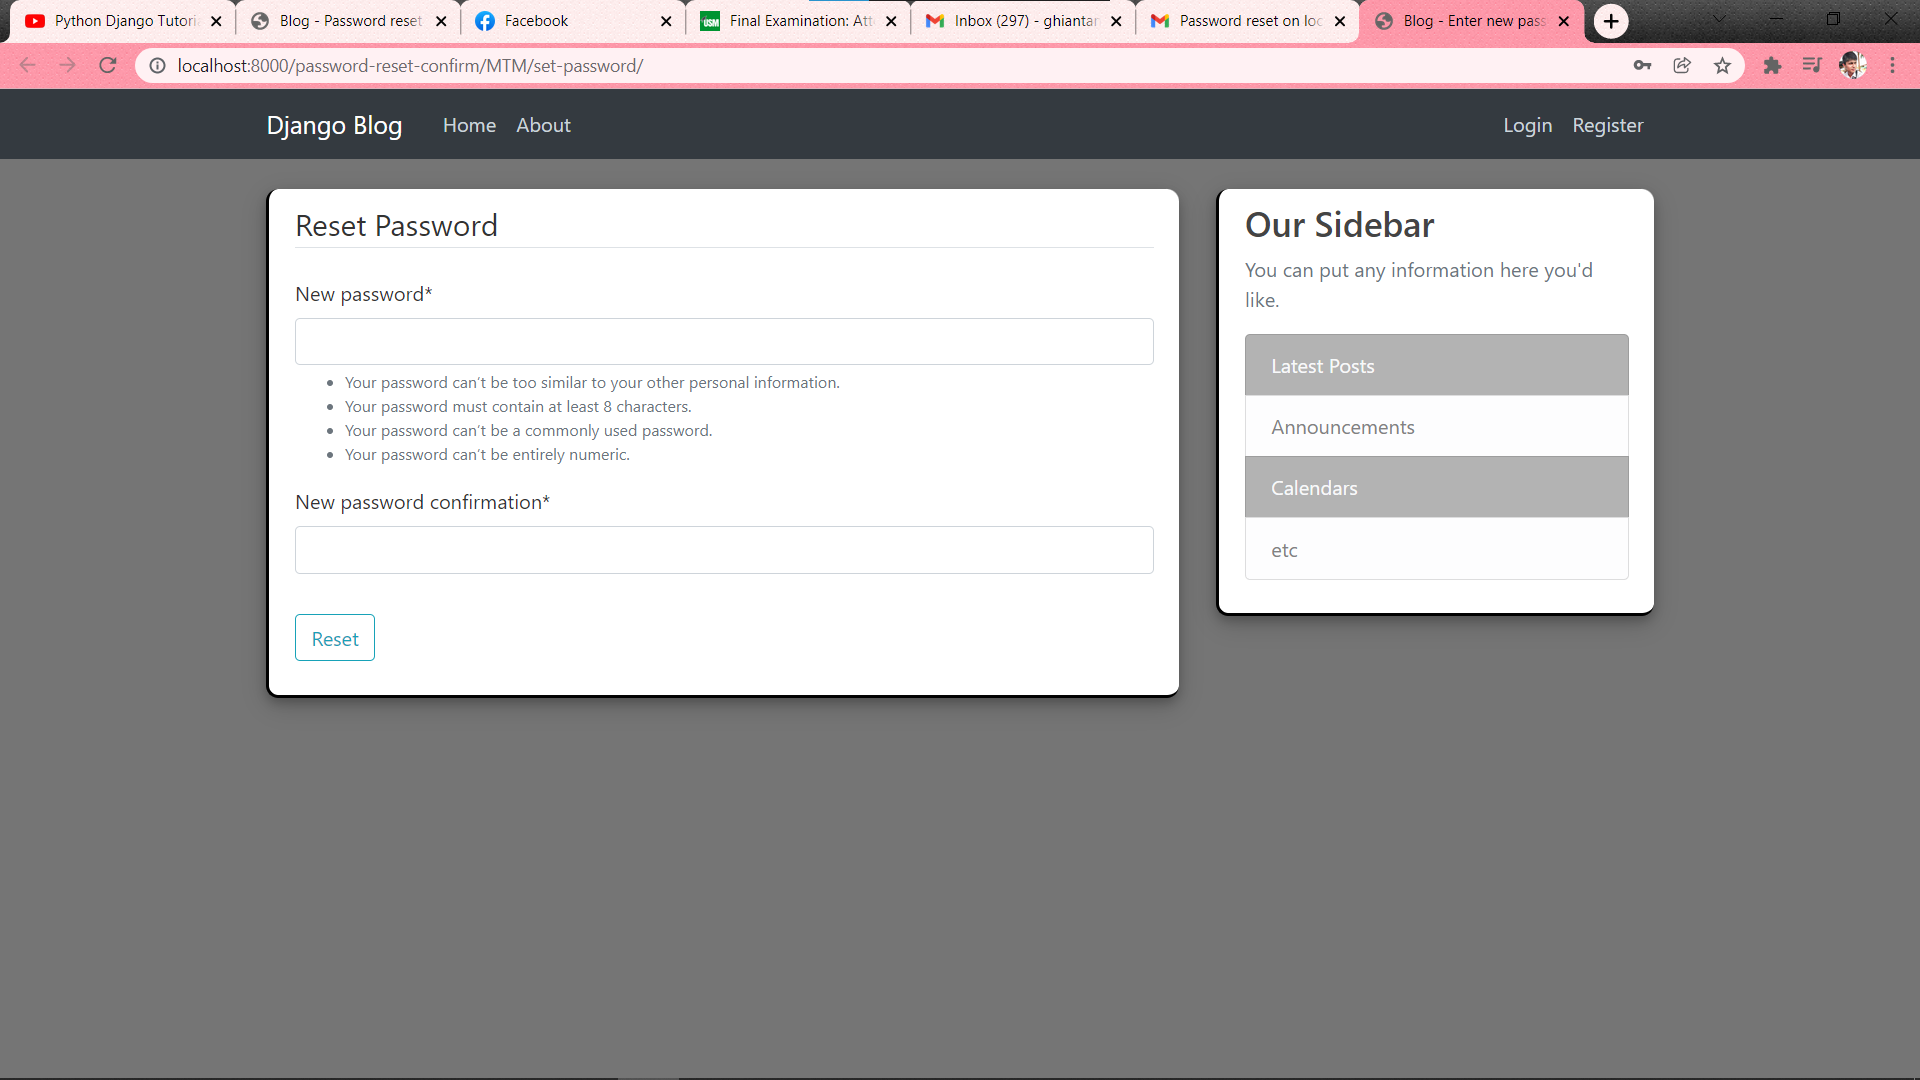 Python Django Tutori
Blog - Password reset
Facebook
USM
Final Examination: Att
Inbox (297) - ghiantan
Password reset on loc
Blog - Enter new pass
localhost:8000/password-reset-confirm/MTM/set-password/
Django Blog
Home
About
Login
Register
Reset Password
New password*
Your password can’t be too similar to your other personal information.
Your password must contain at least 8 characters.
Your password can’t be a commonly used password.
Your password can’t be entirely numeric.
New password confirmation*
Reset
Our Sidebar
You can put any information here you'd
like.
Latest Posts
Announcements
Calendars
etc